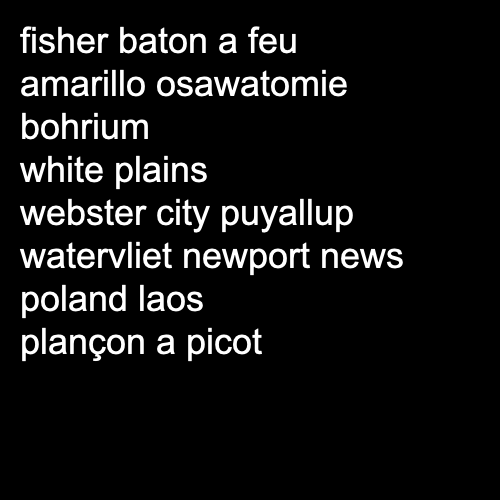 fisher baton a feu
amarillo osawatomie
bohrium
white plains
webster city puyallup
watervliet newport news
poland laos
plançon a picot